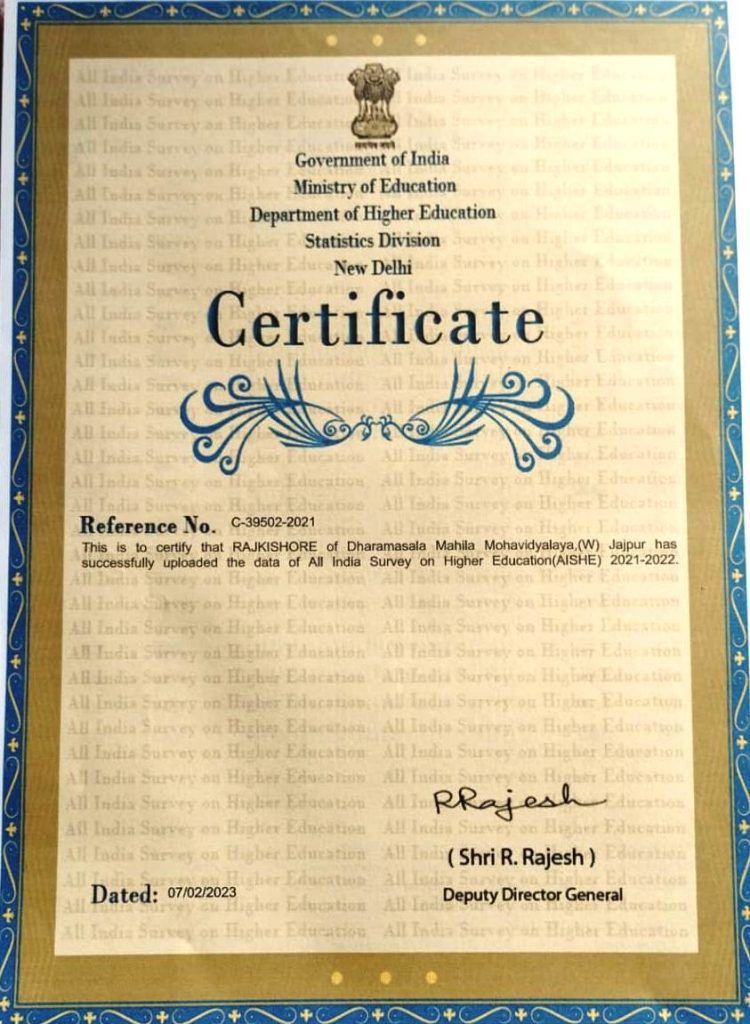 Government of India
Ministry of Education
Department of Higher Education
Statistics Division
New Delhi
Certificate
Reference No. C-39502-2021
This is to certify that RAJKISHORE of Dharamasala Mahila Mohavidyalaya,(W) Jajpur has
successfully uploaded the data of All India Survey on Higher Education(AISHE) 2021-2022.
RRajesh
( Shri R. Rajesh )
Dated: 07/02/2023
Deputy Director General